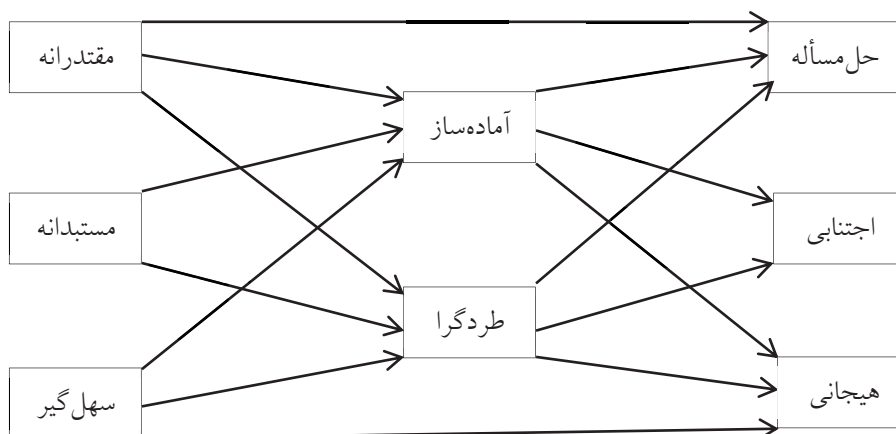 مقتدرانه
حل‌مسأله
آماده‌ساز
مستبدانه
اجتنابی
طردگرا
سهل‌گیر
هیجانی